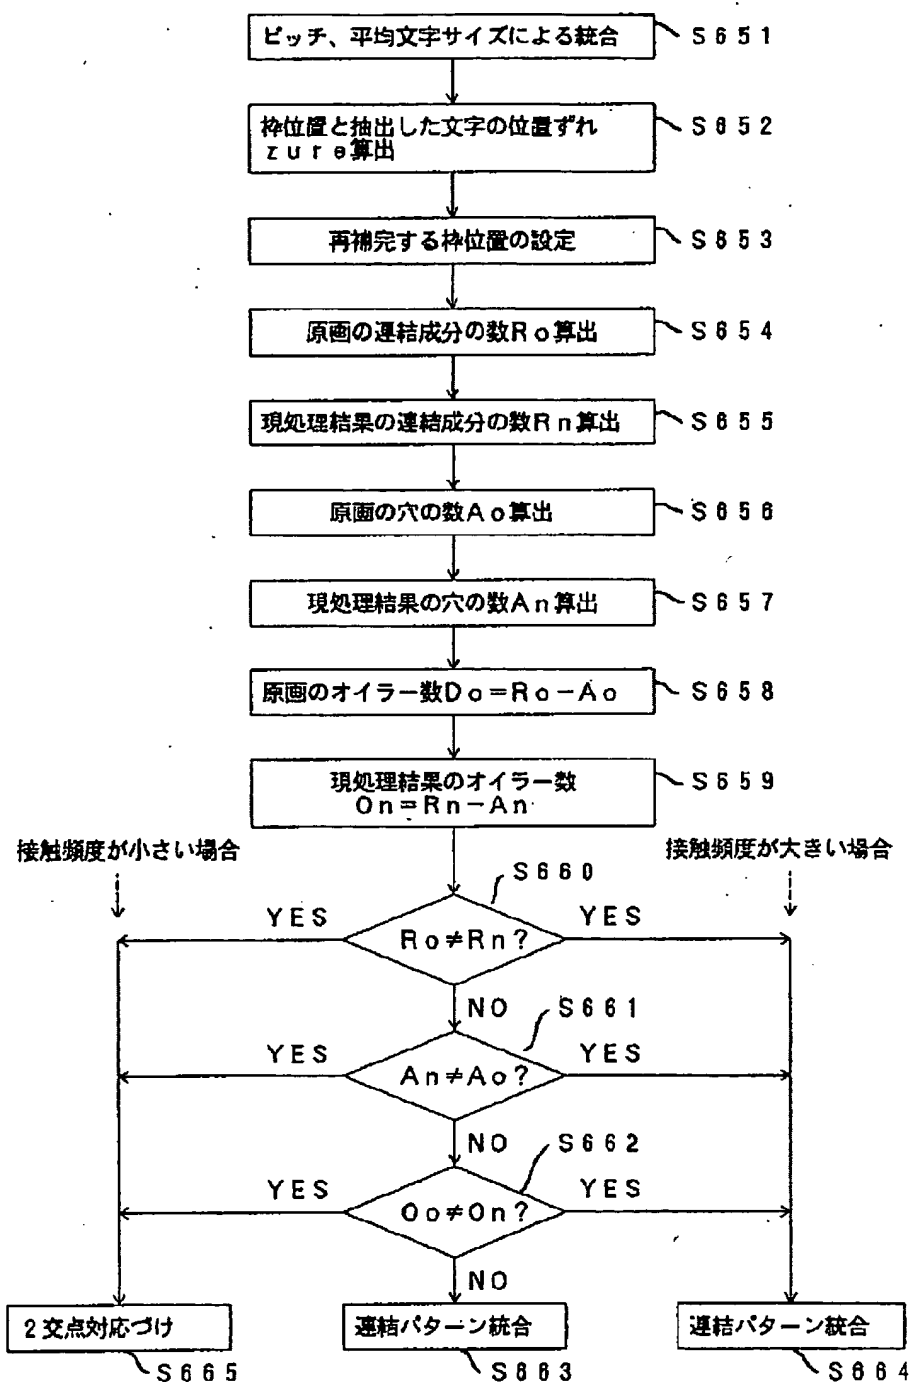 ピッチ、平均文字サイズによる統合
S651
枠位置と抽出した文字の位置ずれ
zure算出
S652
再補完する枠位置の設定
S653
原画の連結成分の数Ro算出
S654
現処理結果の連結成分の数Rn算出
S655
原画の穴の数Ao算出
S656
現処理結果の穴の数An算出
S657
原画のオイラー数Do=Ro-Ao
S658
現処理結果のオイラー数
On=Rn-An
S659
接触頻度が小さい場合
接触頻度が大きい場合
S660
YES
Ro≠Rn?
YES
NO
S661
YES
An≠Ao?
YES
NO
S662
YES
Oo≠On?
YES
NO
2交点対応づけ
連結パターン統合
連結パターン統合
S665
S663
S664